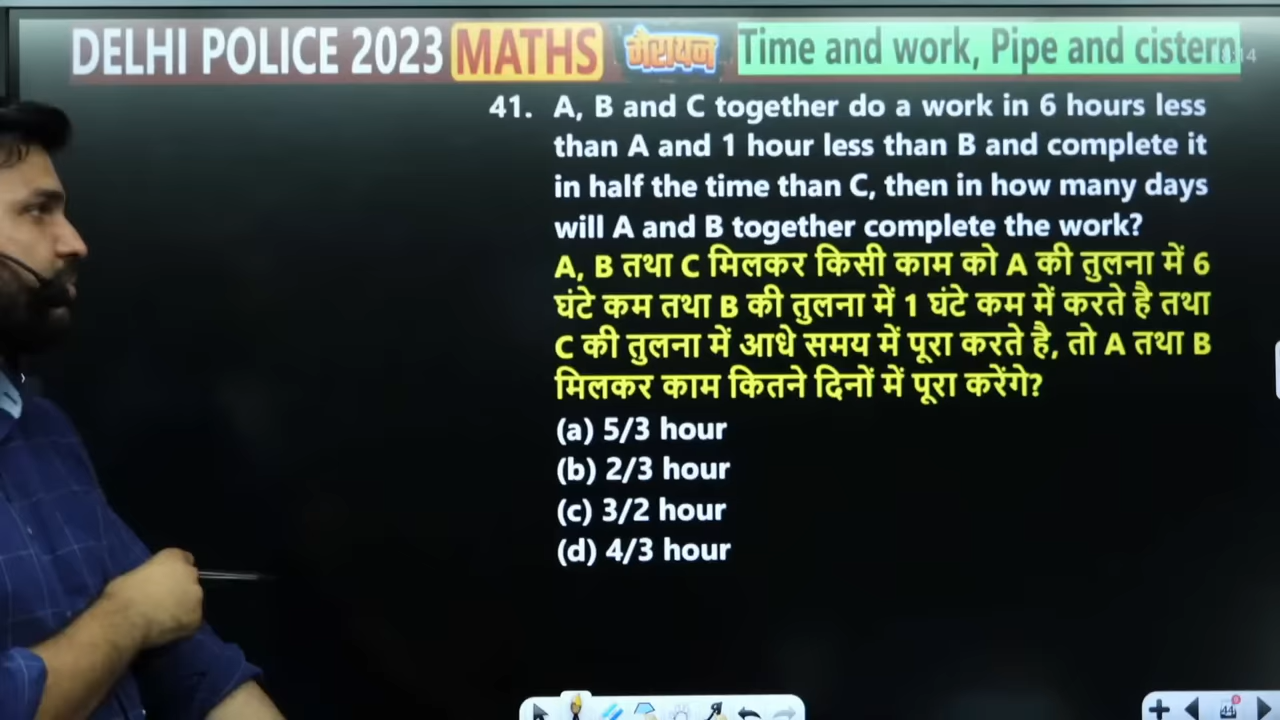 DELHI POLICE 2023 MATHS मैराथन Time and work, Pipe and cistern
41. A, B and C together do a work in 6 hours less
than A and 1 hour less than B and complete it
in half the time than C, then in how many days
will A and B together complete the work?
A, B तथा C मिलकर किसी काम को A की तुलना में 6
घंटे कम तथा B की तुलना में 1 घंटे कम में करते है तथा
C की तुलना में आधे समय में पूरा करते है, तो A तथा B
मिलकर काम कितने दिनों में पूरा करेंगे?
(a) 5/3 hour
(b) 2/3 hour
(c) 3/2 hour
(d) 4/3 hour
44